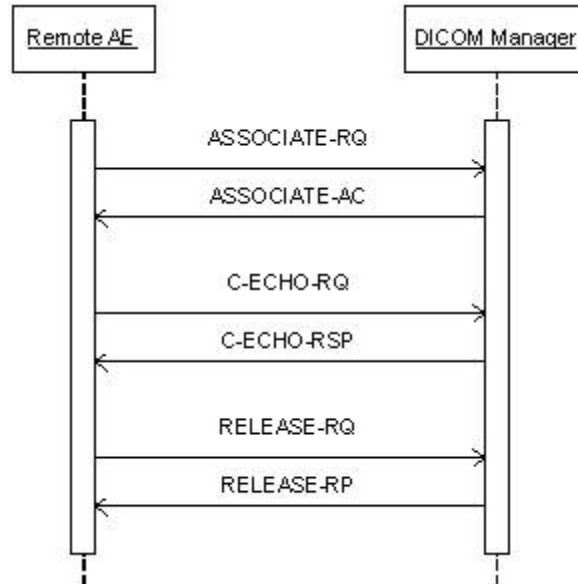 Remote AE
DICOM Manager
ASSOCIATE-RQ
ASSOCIATE-AC
C-ECHO-RQ
C-ECHO-RSP
RELEASE-RQ
RELEASE-RP